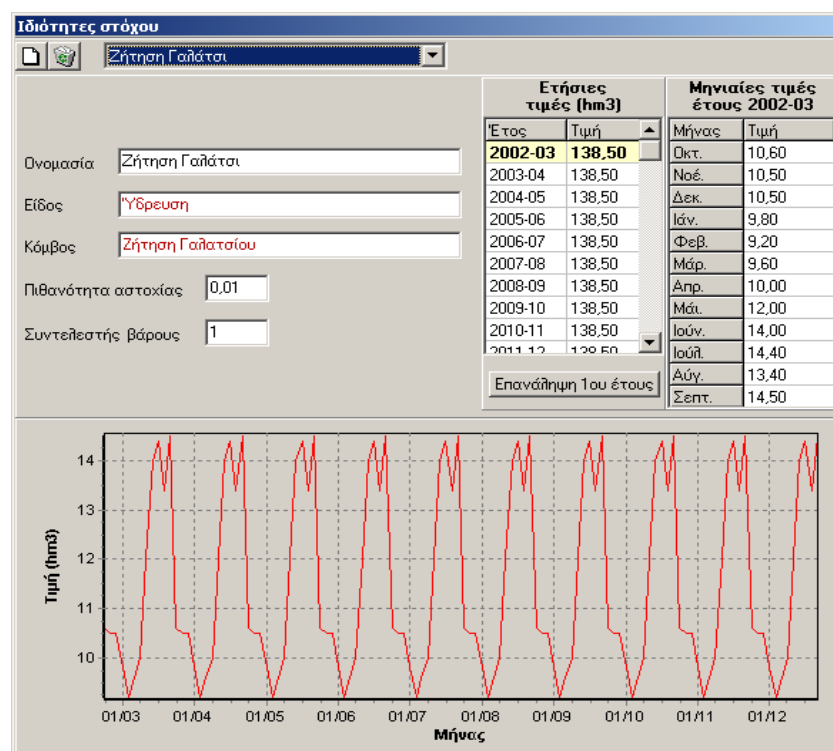 Ιδιότητες στόχου
Ζήτηση Γαλάτσι
Ονομασία Ζήτηση Γαλάτσι
Είδος Ύδρευση
Κόμβος Ζήτηση Γαλατσίου
Πιθανότητα αστοχίας 0,01
Συντελεστής βάρους 1
Ετήσιες
τιμές (hm3)
Έτος Τιμή
2002-03 138,50
2003-04 138,50
2004-05 138,50
2005-06 138,50
2006-07 138,50
2007-08 138,50
2008-09 138,50
2009-10 138,50
2010-11 138,50
2011-12 138,50
Επανάληψη 1ου έτους
Μηνιαίες τιμές
έτους 2002-03
Μήνας Τιμή
Οκτ. 10,60
Νοέ. 10,50
Δεκ. 10,50
Ιάν. 9,80
Φεβ. 9,20
Μάρ. 9,60
Απρ. 10,00
Μάι. 12,00
Ιούν. 14,00
Ιούλ. 14,40
Αύγ. 13,40
Σεπτ. 14,50
Τιμή (hm3)
14
13
12
11
10
01/03 01/04 01/05 01/06 01/07 01/08 01/09 01/10 01/11 01/12
Μήνας